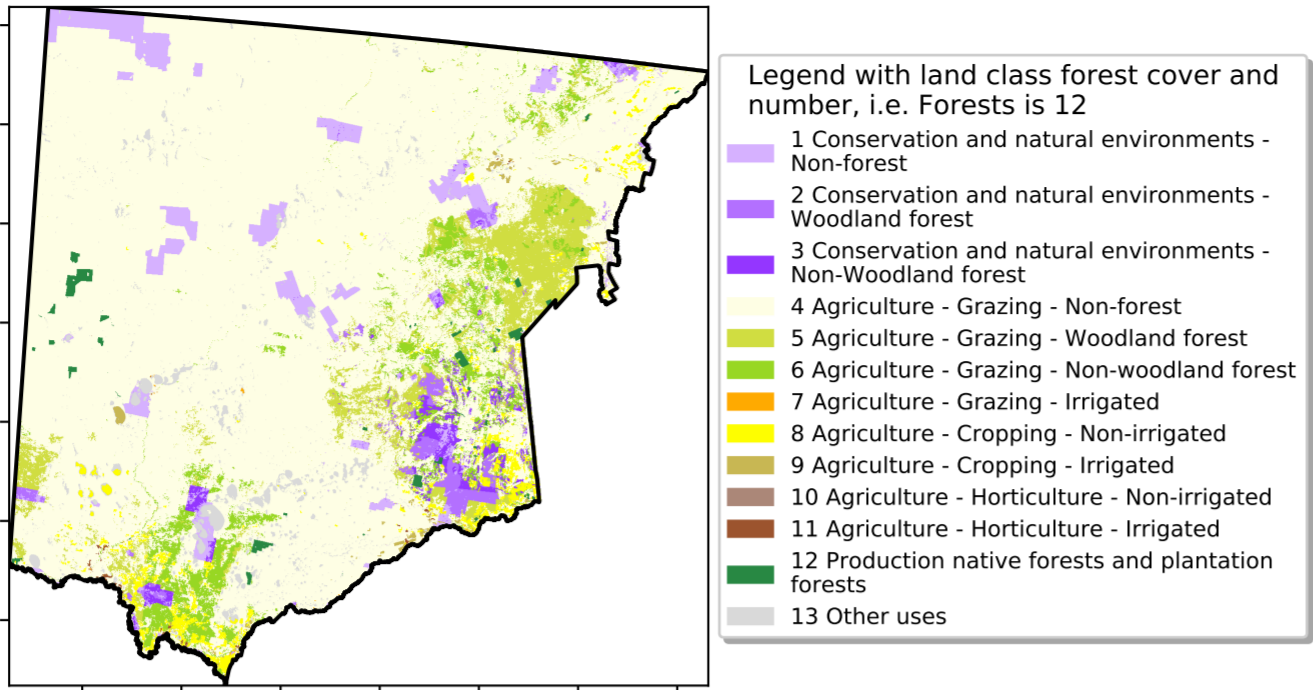 Legend with land class forest cover and
number, i.e. Forests is 12
1 Conservation and natural environments -
Non-forest
2 Conservation and natural environments -
Woodland forest
3 Conservation and natural environments -
Non-Woodland forest
4 Agriculture - Grazing - Non-forest
5 Agriculture - Grazing - Woodland forest
6 Agriculture - Grazing - Non-woodland forest
7 Agriculture - Grazing - Irrigated
8 Agriculture - Cropping - Non-irrigated
9 Agriculture - Cropping - Irrigated
10 Agriculture - Horticulture - Non-irrigated
11 Agriculture - Horticulture - Irrigated
12 Production native forests and plantation
forests
13 Other uses